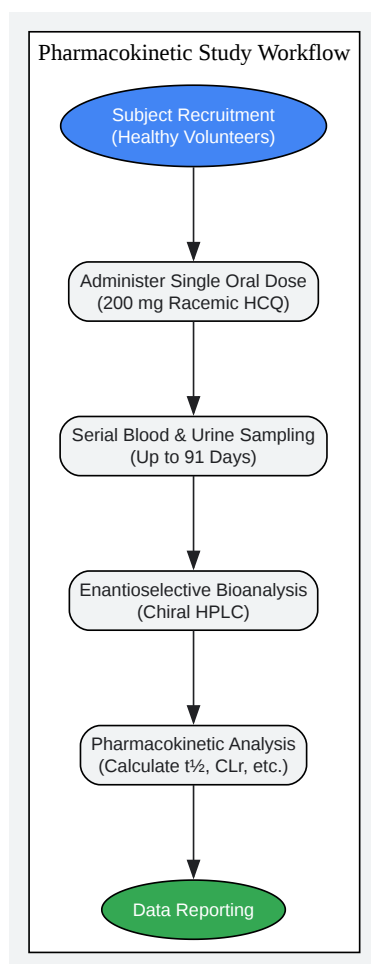 Pharmacokinetic Study Workflow
Subject Recruitment
(Healthy Volunteers)
Administer Single Oral Dose
(200 mg Racemic HCQ)
Serial Blood & Urine Sampling
(Up to 91 Days)
Enantioselective Bioanalysis
(Chiral HPLC)
Pharmacokinetic Analysis
(Calculate t½, CLr, etc.)
Data Reporting